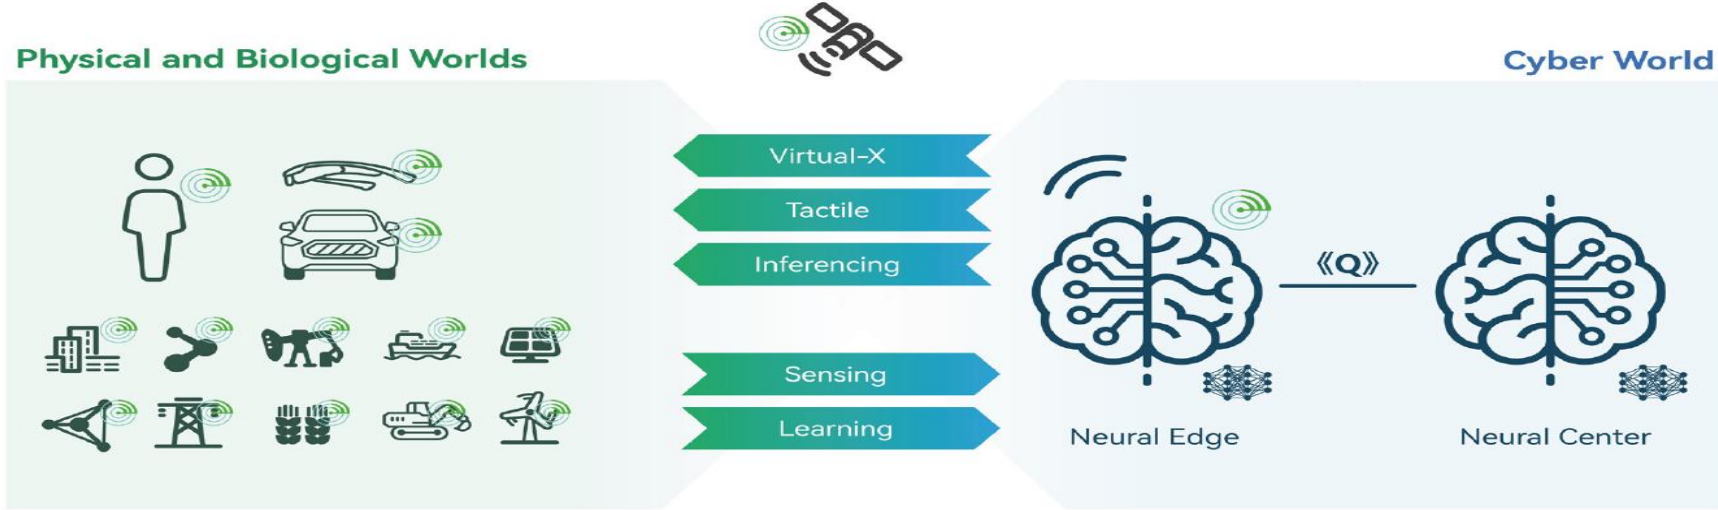 Physical and Biological Worlds
Cyber World
Virtual-X
Tactile
Inferencing
Sensing
Learning
《Q》
Neural Edge
Neural Center